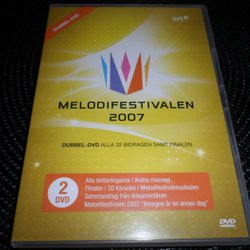 DUBBEL-DVD
SVT
MELODIFESTIVALEN
2007
DUBBEL-DVD ALLA 32 BIDRAGEN SAMT FINALEN
2
DVD
Alla deltävlingarna / Andra chansen
Finalen / 20 Karaoke / Melodifestivalmusikalen
Sammandrag från dokumentären
Melodifestivalen 2007 "Imorgon är en annan dag"
DVD